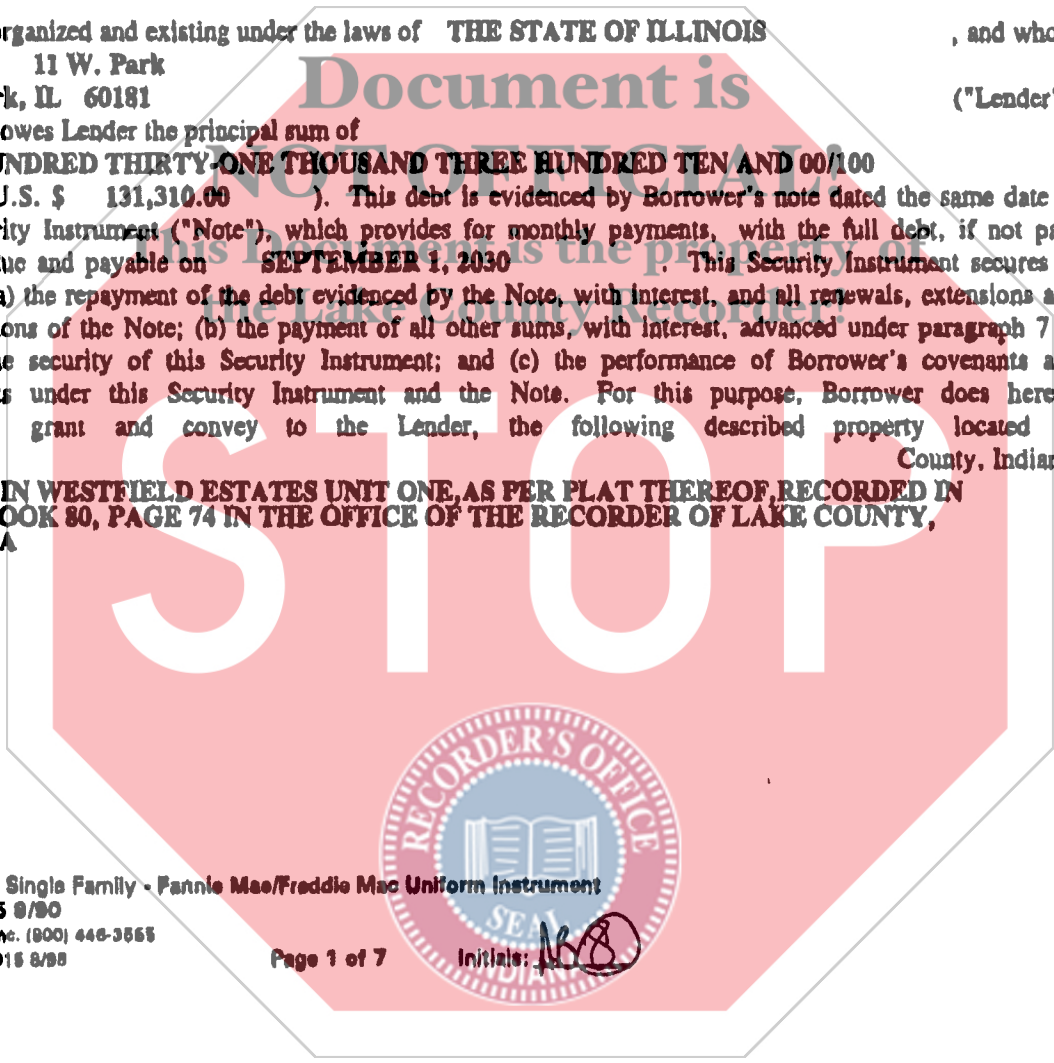 rganized and existing under the laws of THE STATE OF ILLINOIS , and who
11 W. Park
k, IL 60181 ("Lender"
owes Lender the principal sum of
UNDRED THIRTY-ONE THOUSAND THREE HUNDRED TEN AND 00/100
U.S. $ 131,310.00 ). This debt is evidenced by Borrower's note dated the same date
rity Instrument ("Note"), which provides for monthly payments, with the full debt, if not pa
ue and payable on SEPTEMBER 1, 2030 . This Security Instrument secures
a) the repayment of the debt evidenced by the Note, with interest, and all renewals, extensions a
ons of the Note; (b) the payment of all other sums, with interest, advanced under paragraph 7
e security of this Security Instrument; and (c) the performance of Borrower's covenants a
s under this Security Instrument and the Note. For this purpose, Borrower does here
grant and convey to the Lender, the following described property located
County, Indian
IN WESTFIELD ESTATES UNIT ONE, AS PER PLAT THEREOF, RECORDED IN
OOK 80, PAGE 74 IN THE OFFICE OF THE RECORDER OF LAKE COUNTY,
A
Document is
NOT OFFICIAL!
This Document is the property of
the Lake County Recorder!
STOP
RECORDER'S OFFICE
SEAL
INDIANA
Single Family - Fannie Mae/Freddie Mac Uniform Instrument
5 9/90
nc. (800) 446-3555
Page 1 of 7 Initials: